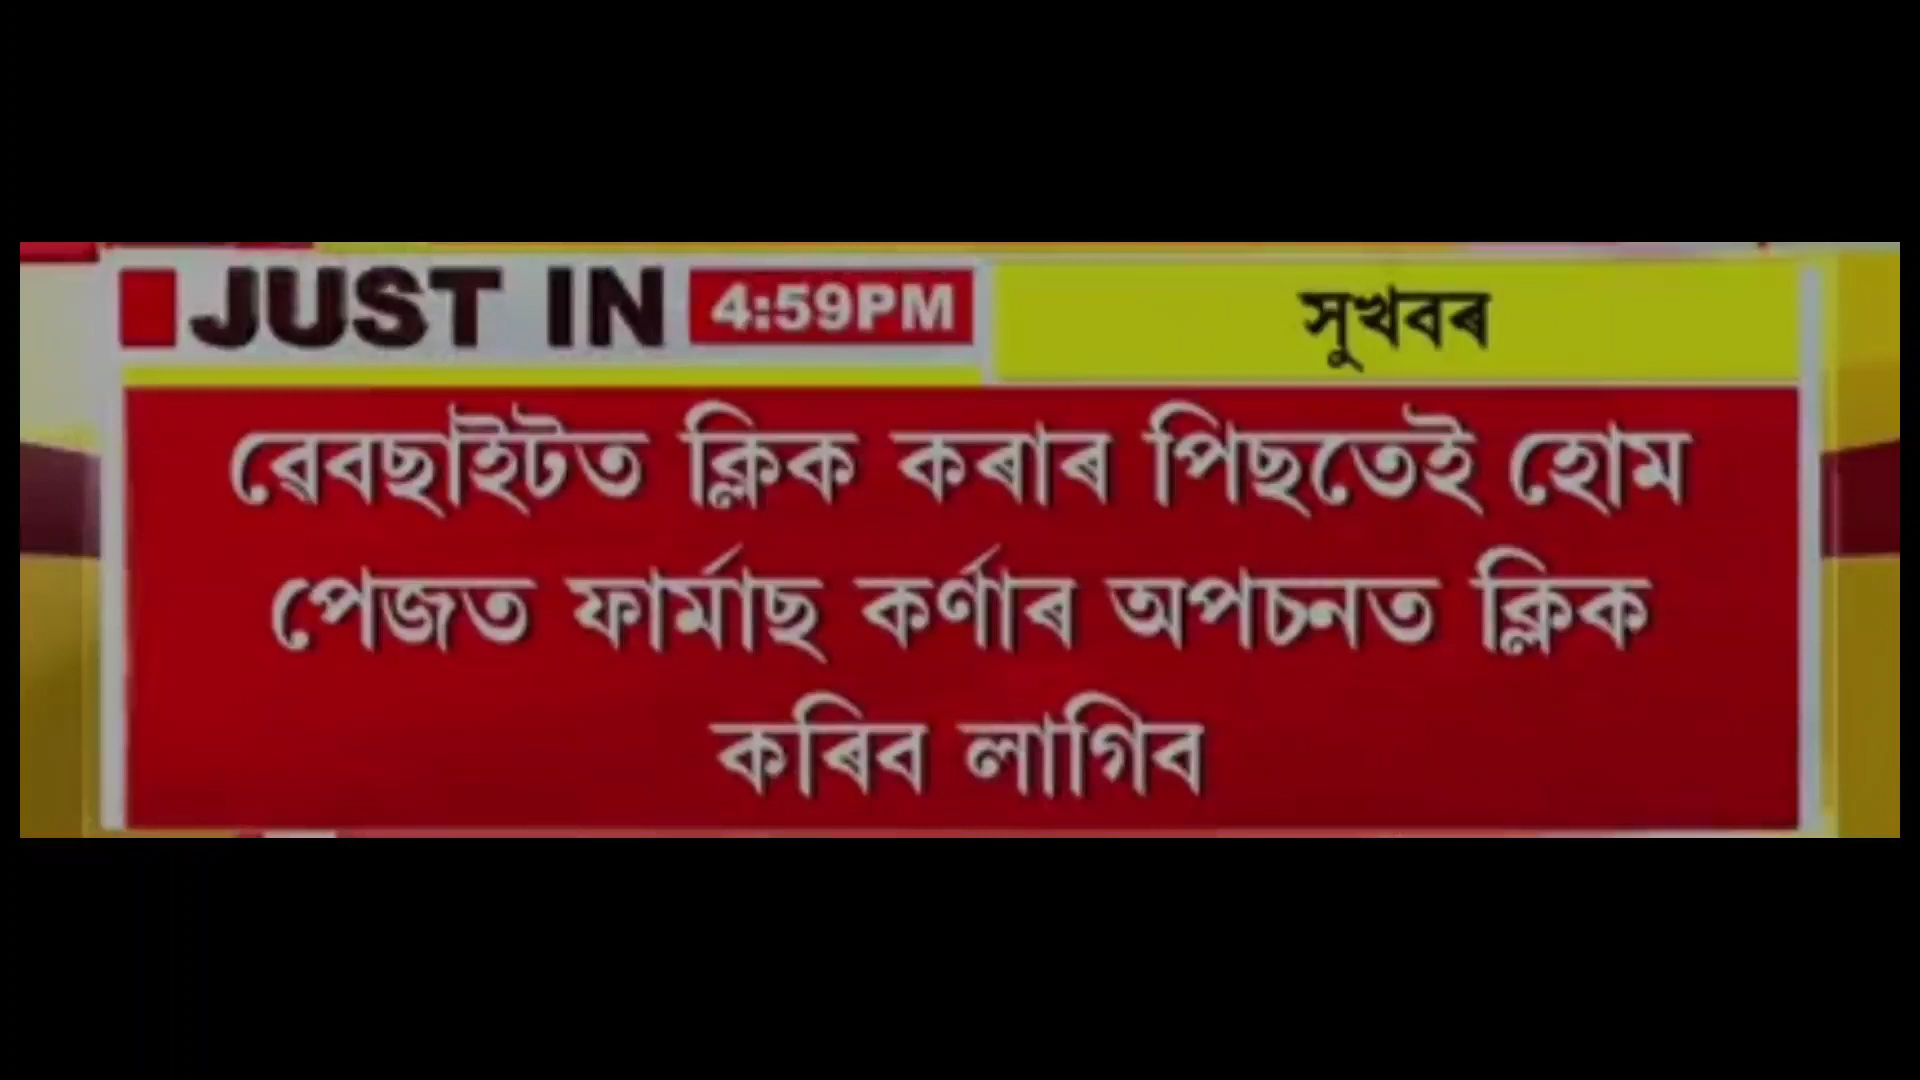 JUST IN 4:59PM সুখবৰ
ৱেবছাইটত ক্লিক কৰাৰ পিছতেই হোম
পেজত ফাৰ্মাছ কৰ্ণাৰ অপচনত ক্লিক
কৰিব লাগিব